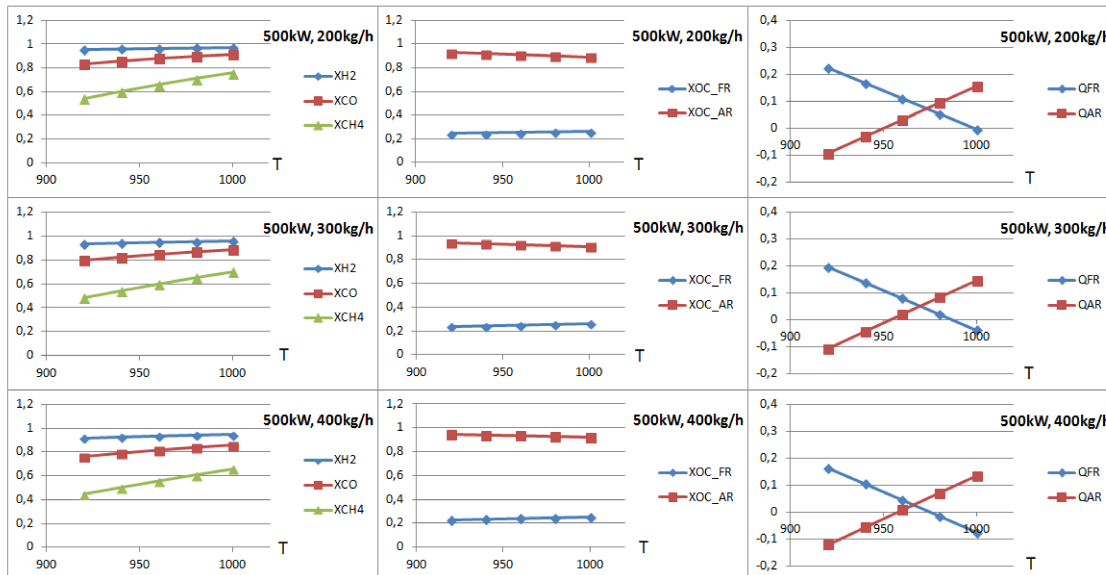 1,2
1
0,8
0,6
0,4
0,2
0
900
950
1000
T
500kW, 200kg/h
XH2
XCO
XCH4
1,2
1
0,8
0,6
0,4
0,2
0
900
950
1000
T
500kW, 200kg/h
XOC_FR
XOC_AR
0,4
0,3
0,2
0,1
0
-0,1
-0,2
900
950
1000
T
500kW, 200kg/h
QFR
QAR
1,2
1
0,8
0,6
0,4
0,2
0
900
950
1000
T
500kW, 300kg/h
XH2
XCO
XCH4
1,2
1
0,8
0,6
0,4
0,2
0
900
950
1000
T
500kW, 300kg/h
XOC_FR
XOC_AR
0,4
0,3
0,2
0,1
0
-0,1
-0,2
900
950
1000
T
500kW, 300kg/h
QFR
QAR
1,2
1
0,8
0,6
0,4
0,2
0
900
950
1000
T
500kW, 400kg/h
XH2
XCO
XCH4
1,2
1
0,8
0,6
0,4
0,2
0
900
950
1000
T
500kW, 400kg/h
XOC_FR
XOC_AR
0,4
0,3
0,2
0,1
0
-0,1
-0,2
900
950
1000
T
500kW, 400kg/h
QFR
QAR